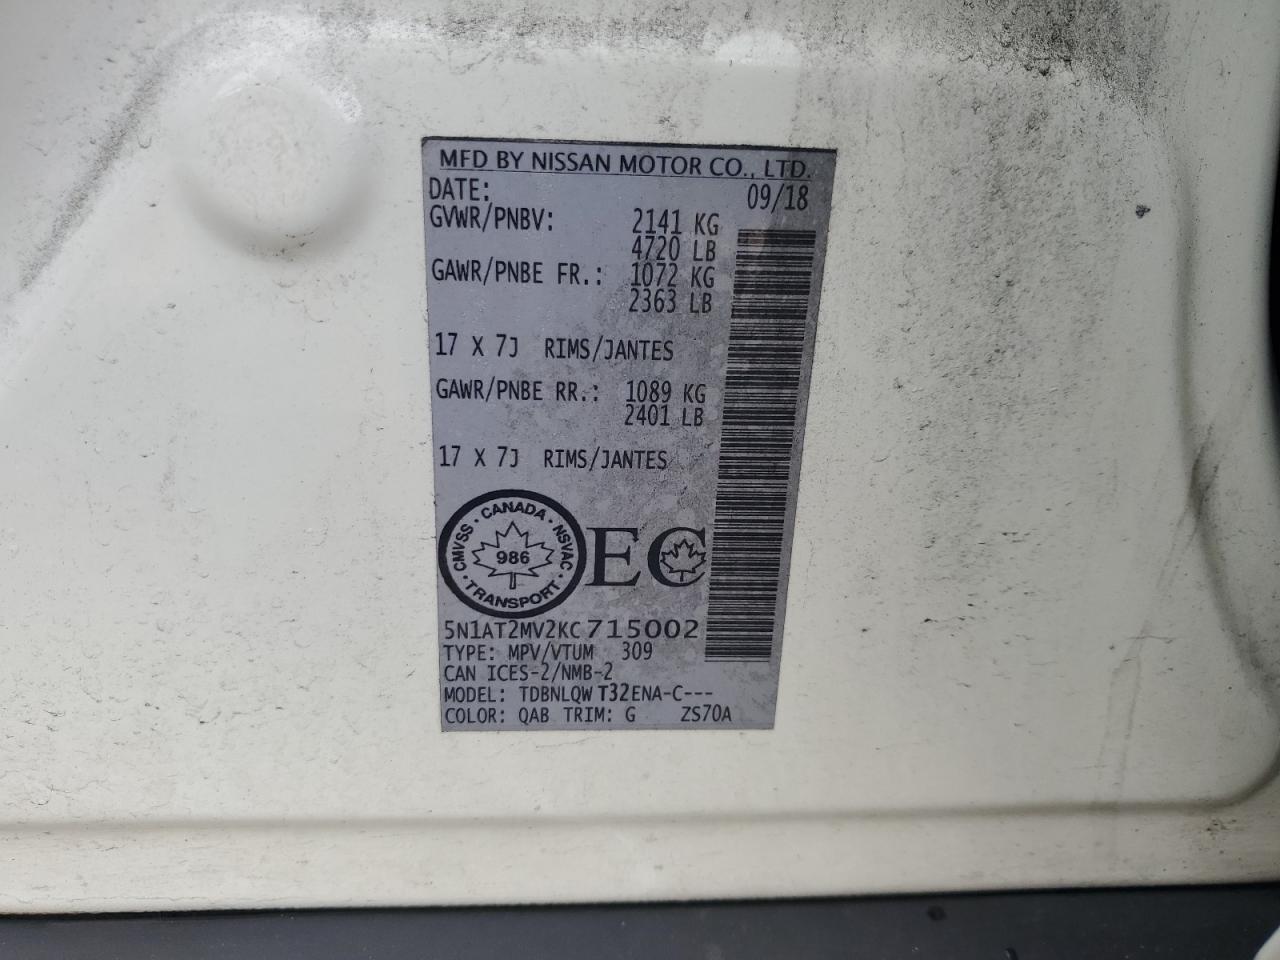 MFD BY NISSAN MOTOR CO., LTD.
DATE: 09/18
GVWR/PNBV: 2141 KG
4720 LB
GAWR/PNBE FR.: 1072 KG
2363 LB
17 X 7J RIMS/JANTES
GAWR/PNBE RR.: 1089 KG
2401 LB
17 X 7J RIMS/JANTES
CMVSS · CANADA · NSVAC · TRANSPORT ·
986
EC
5N1AT2MV2KC715002
TYPE: MPV/VTUM 309
CAN ICES-2/NMB-2
MODEL: TDBNLQW T32ENA-C---
COLOR: QAB TRIM: G ZS70A